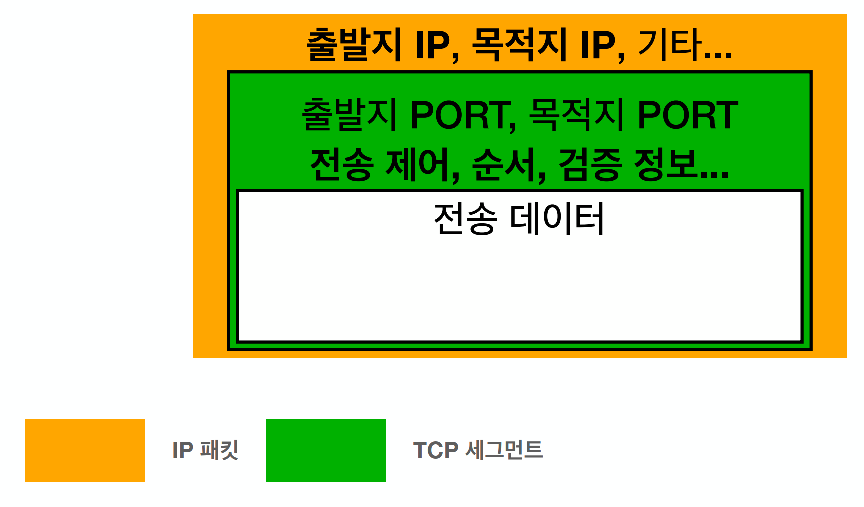 출발지 IP, 목적지 IP, 기타...
출발지 PORT, 목적지 PORT
전송 제어, 순서, 검증 정보...
전송 데이터
IP 패킷
TCP 세그먼트